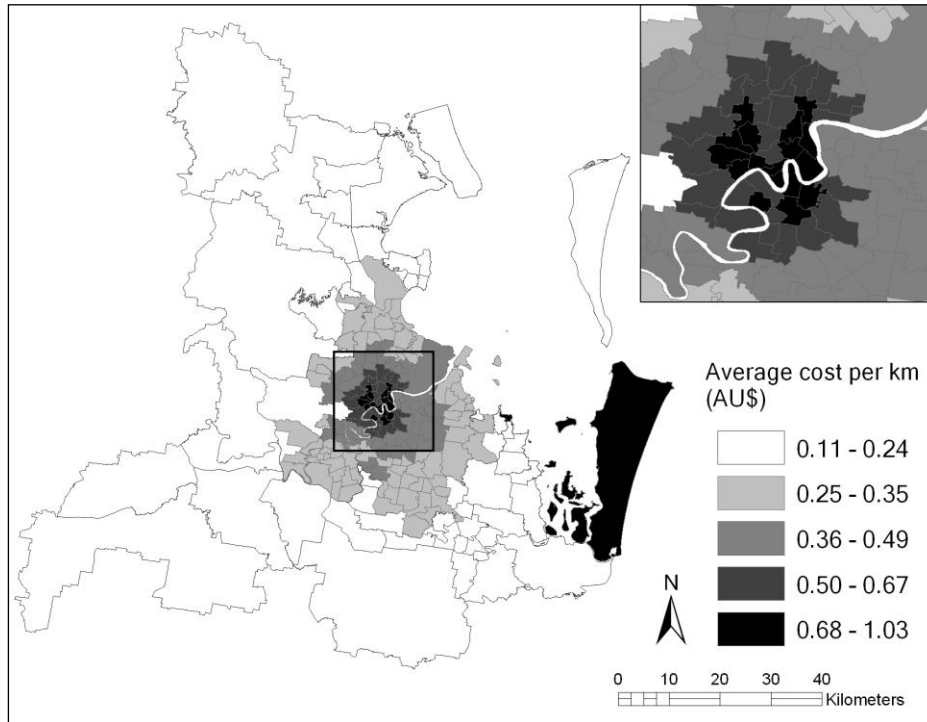 Average cost per km
(AU$)
0.11 - 0.24
0.25 - 0.35
0.36 - 0.49
0.50 - 0.67
0.68 - 1.03
N
0 10 20 30 40
Kilometers